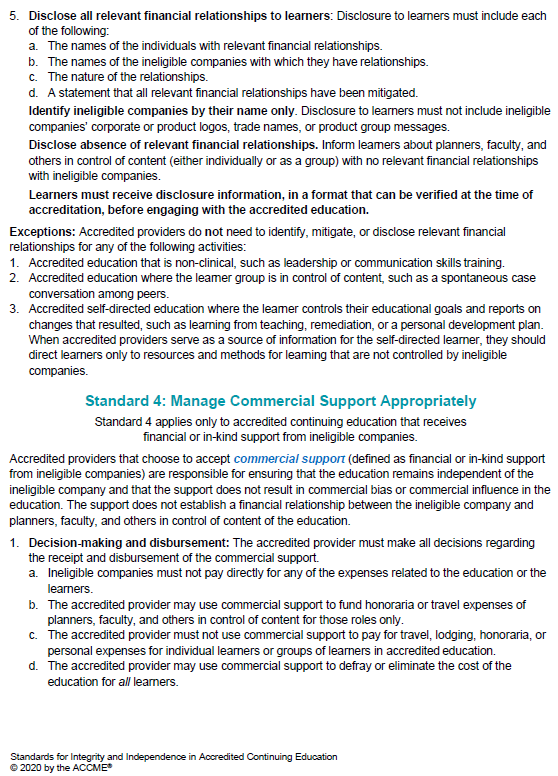 5. Disclose all relevant financial relationships to learners: Disclosure to learners must include each
of the following:
a. The names of the individuals with relevant financial relationships.
b. The names of the ineligible companies with which they have relationships.
c. The nature of the relationships.
d. A statement that all relevant financial relationships have been mitigated.
Identify ineligible companies by their name only. Disclosure to learners must not include ineligible
companies' corporate or product logos, trade names, or product group messages.
Disclose absence of relevant financial relationships. Inform learners about planners, faculty, and
others in control of content (either individually or as a group) with no relevant financial relationships
with ineligible companies.
Learners must receive disclosure information, in a format that can be verified at the time of
accreditation, before engaging with the accredited education.
Exceptions: Accredited providers do not need to identify, mitigate, or disclose relevant financial
relationships for any of the following activities:
1. Accredited education that is non-clinical, such as leadership or communication skills training.
2. Accredited education where the learner group is in control of content, such as a spontaneous case
conversation among peers.
3. Accredited self-directed education where the learner controls their educational goals and reports on
changes that resulted, such as learning from teaching, remediation, or a personal development plan.
When accredited providers serve as a source of information for the self-directed learner, they should
direct learners only to resources and methods for learning that are not controlled by ineligible
companies.
Standard 4: Manage Commercial Support Appropriately
Standard 4 applies only to accredited continuing education that receives
financial or in-kind support from ineligible companies.
Accredited providers that choose to accept commercial support (defined as financial or in-kind support
from ineligible companies) are responsible for ensuring that the education remains independent of the
ineligible company and that the support does not result in commercial bias or commercial influence in the
education. The support does not establish a financial relationship between the ineligible company and
planners, faculty, and others in control of content of the education.
1. Decision-making and disbursement: The accredited provider must make all decisions regarding
the receipt and disbursement of the commercial support.
a. Ineligible companies must not pay directly for any of the expenses related to the education or the
learners.
b. The accredited provider may use commercial support to fund honoraria or travel expenses of
planners, faculty, and others in control of content for those roles only.
c. The accredited provider must not use commercial support to pay for travel, lodging, honoraria, or
personal expenses for individual learners or groups of learners in accredited education.
d. The accredited provider may use commercial support to defray or eliminate the cost of the
education for all learners.
Standards for Integrity and Independence in Accredited Continuing Education
© 2020 by the ACCME®